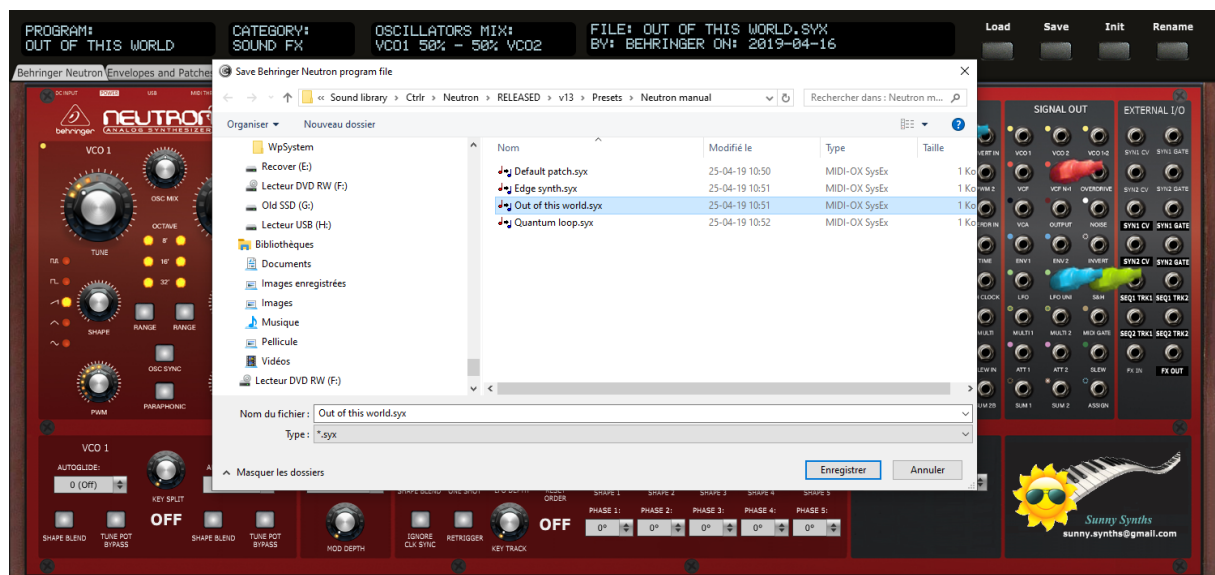 PROGRAM:
OUT OF THIS WORLD
CATEGORY:
SOUND FX
OSCILLATORS MIX:
VCO1 50% – 50% VCO2
FILE: OUT OF THIS WORLD.SYX
BY: BEHRINGER ON: 2019-04-16
Load Save Init Rename
Behringer Neutron
Envelopes and Patche
Save Behringer Neutron program file
« Sound library › Ctrlr › Neutron › RELEASED › v13 › Presets › Neutron manual
Rechercher dans : Neutron m...
Organiser
Nouveau dossier
WpSystem
Recover (E:)
Lecteur DVD RW (F:)
Old SSD (G:)
Lecteur USB (H:)
Bibliothèques
Documents
Images enregistrées
Images
Musique
Pellicule
Vidéos
Lecteur DVD RW (F:)
Nom Modifié le Type Taille
Default patch.syx 25-04-19 10:50 MIDI-OX SysEx 1 Ko
Edge synth.syx 25-04-19 10:51 MIDI-OX SysEx 1 Ko
Out of this world.syx 25-04-19 10:51 MIDI-OX SysEx 1 Ko
Quantum loop.syx 25-04-19 10:52 MIDI-OX SysEx 1 Ko
Nom du fichier : Out of this world.syx
Type : *.syx
Masquer les dossiers
Enregistrer Annuler
DC INPUT POWER USB
behringer
NEUTRON
ANALOG SYNTHESIZER
VCO 1
OSC MIX
OCTAVE
8'
16'
32'
TUNE
SHAPE
RANGE RANGE
OSC SYNC
PWM
PARAPHONIC
SIGNAL OUT
EXTERNAL I/O
VCO 1 VCO 2 VCO 1+2 SYN1 CV SYN1 GATE
PWM 2 VCF VCF N-1 OVERDRIVE SYN2 CV SYN2 GATE
VCA OUTPUT NOISE SYN1 CV SYN1 GATE
TIME ENV 1 ENV 2 INVERT SYN2 CV SYN2 GATE
CLOCK LFO LFO UNI S&H SEQ1 TRK1 SEQ1 TRK2
MULTI MULTI 1 MULTI 2 MIDI GATE SEQ2 TRK1 SEQ2 TRK2
ATT 1 ATT 2 SLEW FX IN FX OUT
SUM 1 SUM 2 ASSIGN
VCO 1
AUTOGLIDE:
0 (Off)
KEY SPLIT
OFF
SHAPE BLEND
TUNE POT
BYPASS
SHAPE BLEND
TUNE POT
BYPASS
MOD DEPTH
ORDER
IGNORE
CLK SYNC
RETRIGGER
KEY TRACK
OFF
SHAPE 1 SHAPE 2 SHAPE 3 SHAPE 4 SHAPE 5
PHASE 1: PHASE 2: PHASE 3: PHASE 4: PHASE 5:
0° 0° 0° 0° 0°
Sunny Synths
sunny.synths@gmail.com